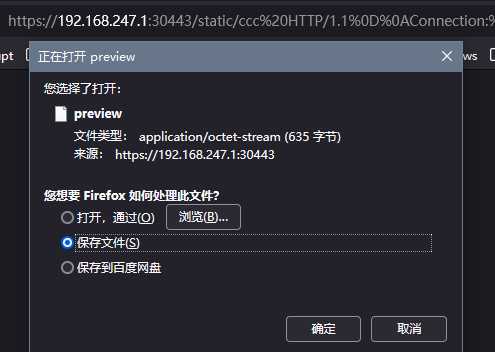 https://192.168.247.1:30443/static/ccc%20HTTP/1.1%0D%0AConnection:%
正在打开 preview
您选择了打开：
preview
文件类型： application/octet-stream (635 字节)
来源： https://192.168.247.1:30443
您想要 Firefox 如何处理此文件？
打开，通过(O) 浏览(B)...
保存文件(S)
保存到百度网盘
确定 取消